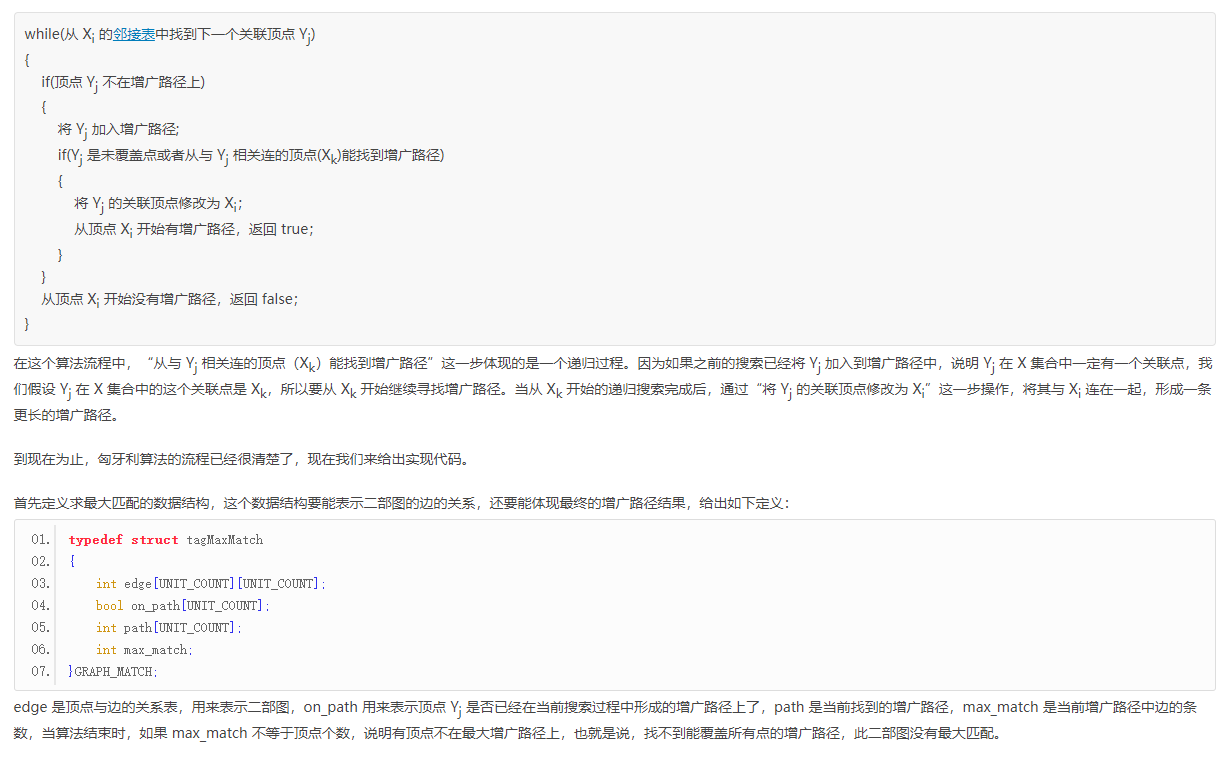 while(从 Xi 的邻接表中找到下一个关联顶点 Yj)
{
if(顶点 Yj 不在增广路径上)
{
将 Yj 加入增广路径;
if(Yj 是未覆盖点或者从与 Yj 相关连的顶点(Xk)能找到增广路径)
{
将 Yj 的关联顶点修改为 Xi;
从顶点 Xi 开始有增广路径，返回 true;
}
}
从顶点 Xi 开始没有增广路径，返回 false;
}
在这个算法流程中，“从与 Yj 相关连的顶点（Xk）能找到增广路径”这一步体现的是一个递归过程。因为如果之前的搜索已经将 Yj 加入到增广路径中，说明 Yj 在 X 集合中一定有一个关联点，我
们假设 Yj 在 X 集合中的这个关联点是 Xk，所以要从 Xk 开始继续寻找增广路径。当从 Xk 开始的递归搜索完成后，通过“将 Yj 的关联顶点修改为 Xi”这一步操作，将其与 Xi 连在一起，形成一条
更长的增广路径。
到现在为止，匈牙利算法的流程已经很清楚了，现在我们来给出实现代码。
首先定义求最大匹配的数据结构，这个数据结构要能表示二部图的边的关系，还要能体现最终的增广路径结果，给出如下定义：
01. typedef struct tagMaxMatch
02. {
03. int edge[UNIT_COUNT][UNIT_COUNT];
04. bool on_path[UNIT_COUNT];
05. int path[UNIT_COUNT];
06. int max_match;
07. }GRAPH_MATCH;
edge 是顶点与边的关系表，用来表示二部图，on_path 用来表示顶点 Yj 是否已经在当前搜索过程中形成的增广路径上了，path 是当前找到的增广路径，max_match 是当前增广路径中边的条
数，当算法结束时，如果 max_match 不等于顶点个数，说明有顶点不在最大增广路径上，也就是说，找不到能覆盖所有点的增广路径，此二部图没有最大匹配。